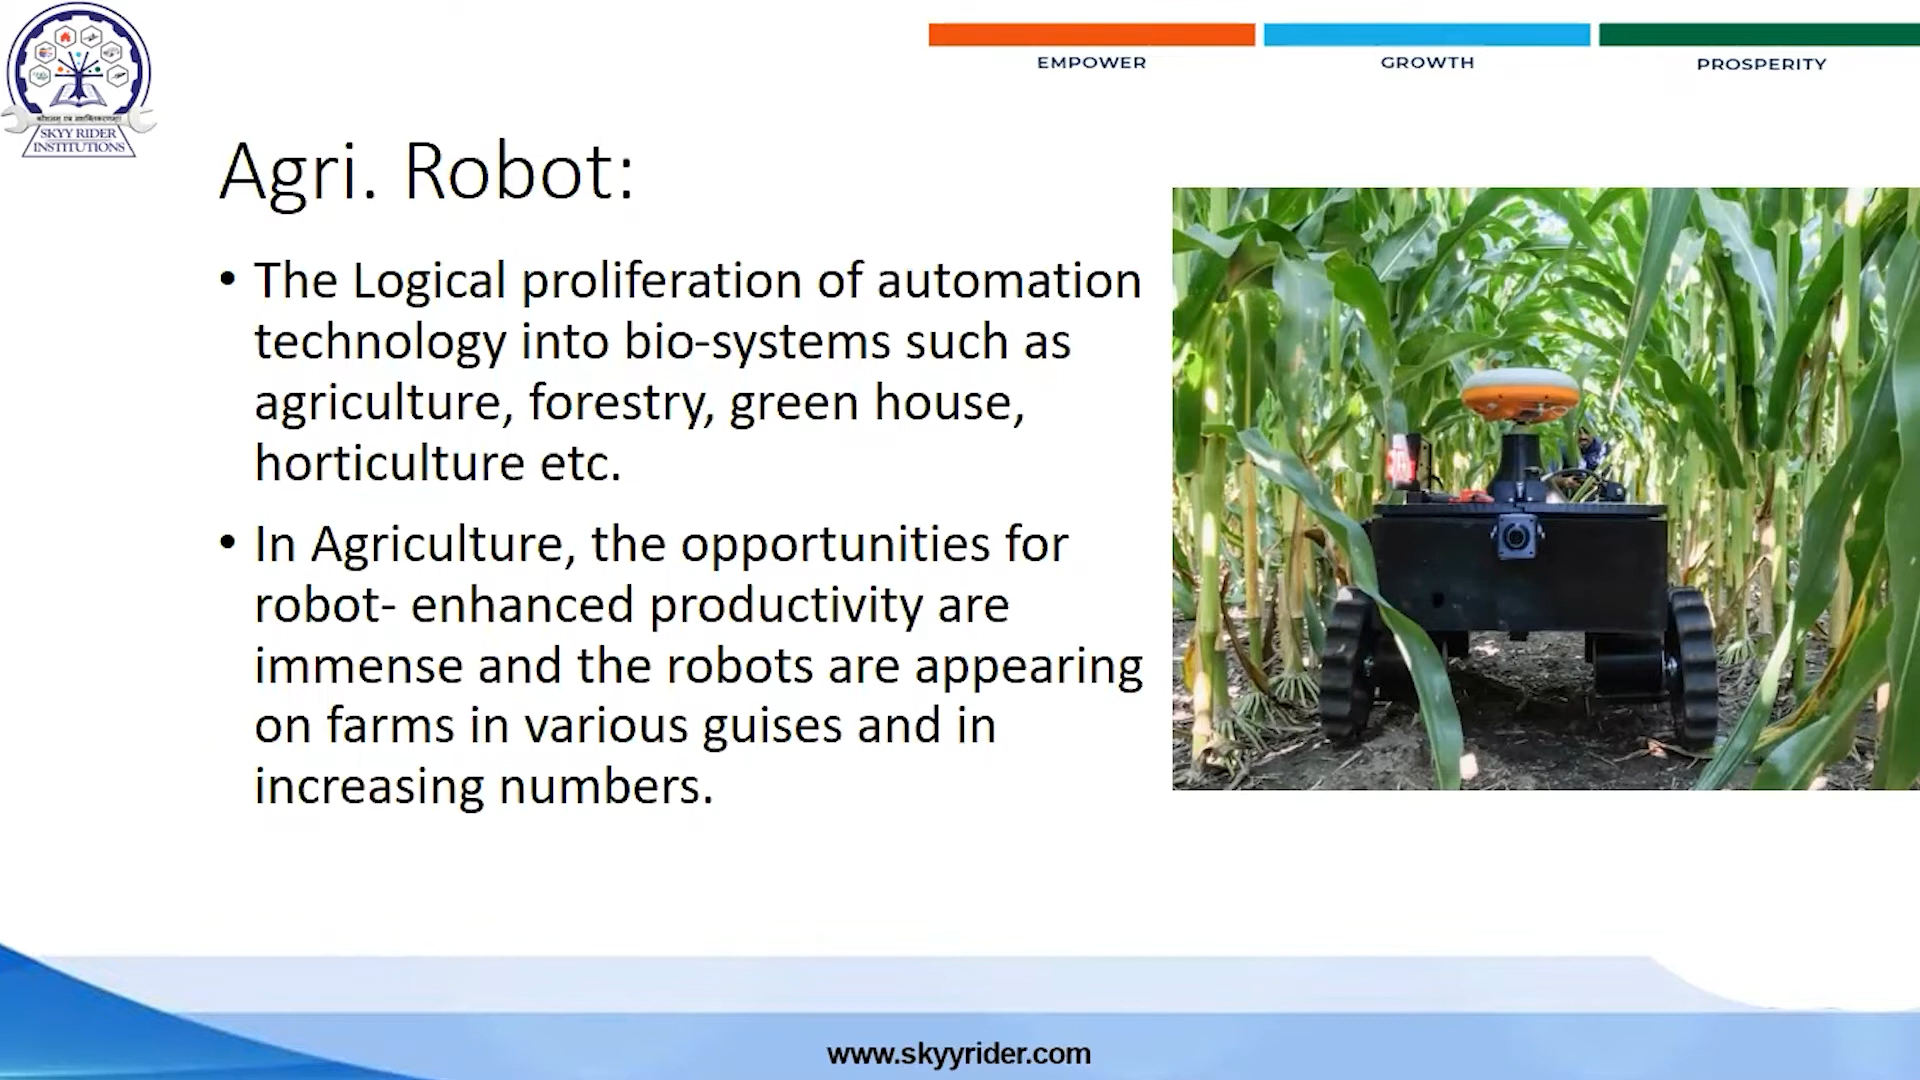 EMPOWER
GROWTH
PROSPERITY
SKYY RIDER
INSTITUTIONS
Agri. Robot:
• The Logical proliferation of automation
technology into bio-systems such as
agriculture, forestry, green house,
horticulture etc.
• In Agriculture, the opportunities for
robot- enhanced productivity are
immense and the robots are appearing
on farms in various guises and in
increasing numbers.
www.skyyrider.com